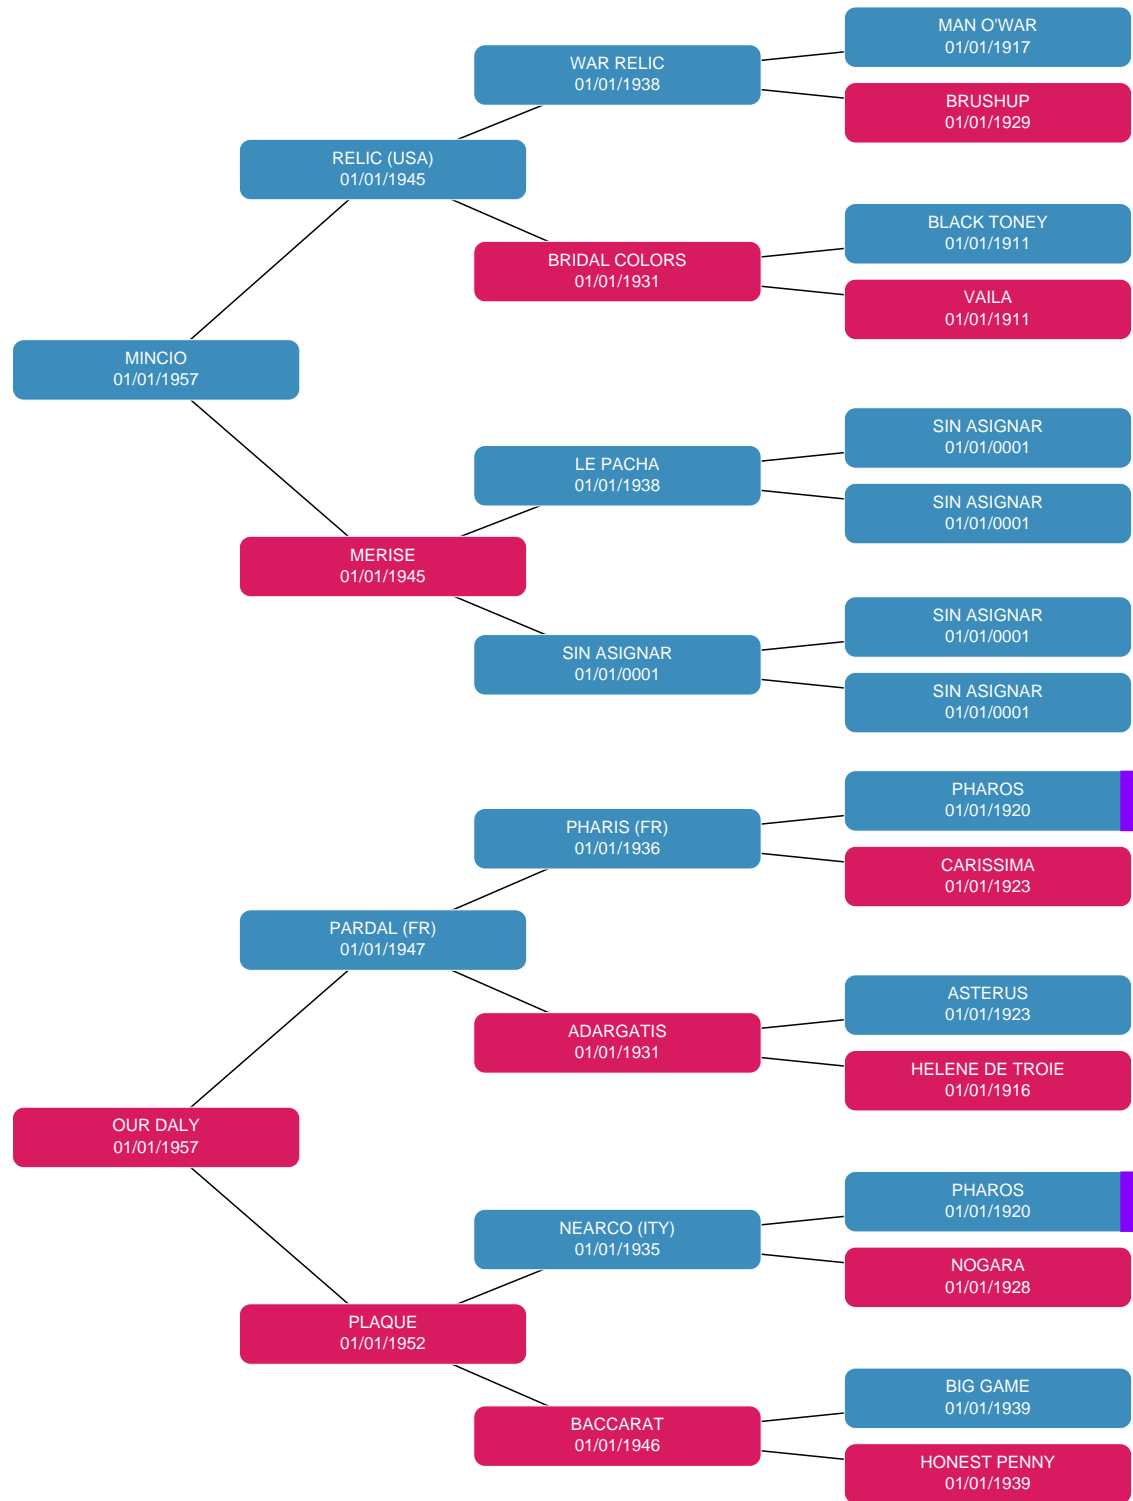 MAN O'WAR
01/01/1917
WAR RELIC
01/01/1938
BRUSHUP
01/01/1929
RELIC (USA)
01/01/1945
BLACK TONEY
01/01/1911
BRIDAL COLORS
01/01/1931
VAILA
01/01/1911
MINCIO
01/01/1957
SIN ASIGNAR
01/01/0001
LE PACHA
01/01/1938
SIN ASIGNAR
01/01/0001
MERISE
01/01/1945
SIN ASIGNAR
01/01/0001
SIN ASIGNAR
01/01/0001
SIN ASIGNAR
01/01/0001
PHAROS
01/01/1920
PHARIS (FR)
01/01/1936
CARISSIMA
01/01/1923
PARDAL (FR)
01/01/1947
ASTERUS
01/01/1923
ADARGATIS
01/01/1931
HELENE DE TROIE
01/01/1916
OUR DALY
01/01/1957
PHAROS
01/01/1920
NEARCO (ITY)
01/01/1935
NOGARA
01/01/1928
PLAQUE
01/01/1952
BIG GAME
01/01/1939
BACCARAT
01/01/1946
HONEST PENNY
01/01/1939